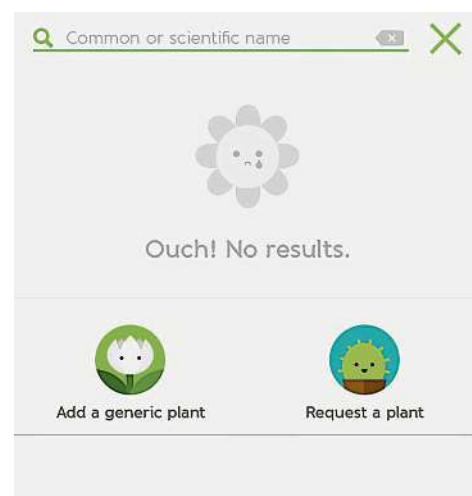 Common or scientific name
Ouch! No results.
Add a generic plant
Request a plant